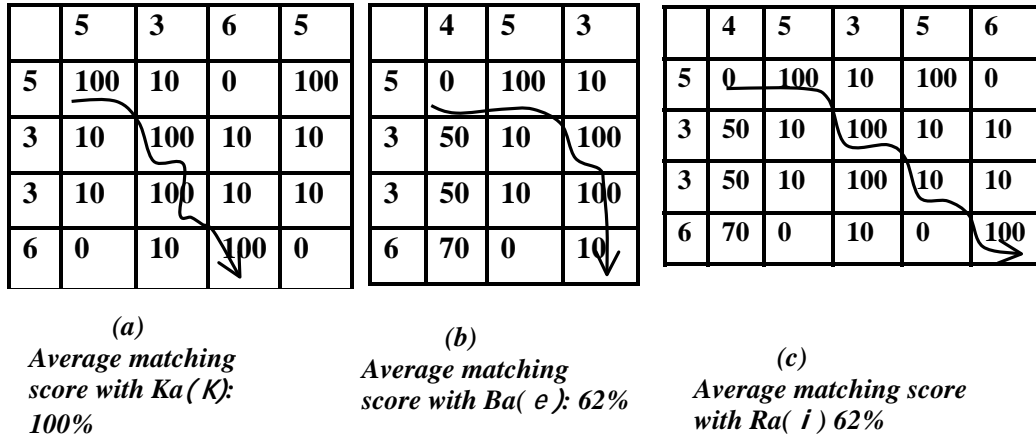 5 3 6 5
5 100 10 0 100
3 10 100 10 10
3 10 100 10 10
6 0 10 100 0
4 5 3
5 0 100 10
3 50 10 100
3 50 10 100
6 70 0 10
4 5 3 5 6
5 0 100 10 100 0
3 50 10 100 10 10
3 50 10 100 10 10
6 70 0 10 0 100
(a)
Average matching
score with Ka(K):
100%
(b)
Average matching
score with Ba( e ): 62%
(c)
Average matching score
with Ra( i ) 62%